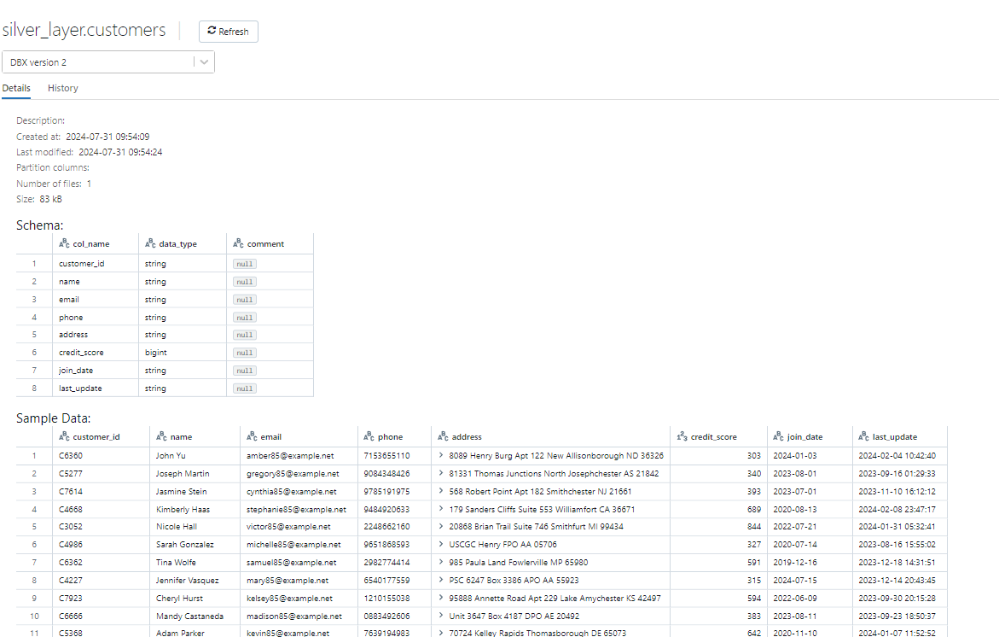 silver_layer.customers Refresh
DBX version 2
Details History
Description:
Created at: 2024-07-31 09:54:09
Last modified: 2024-07-31 09:54:24
Partition columns:
Number of files: 1
Size: 83 kB
Schema:
ABC col_name ABC data_type ABC comment
1 customer_id string null
2 name string null
3 email string null
4 phone string null
5 address string null
6 credit_score bigint null
7 join_date string null
8 last_update string null
Sample Data:
ABC customer_id ABC name ABC email ABC phone ABC address 123 credit_score ABC join_date ABC last_update
1 C6360 John Yu amber85@example.net 7153655110 > 8089 Henry Burg Apt 122 New Allisonborough ND 36326 303 2024-01-03 2024-02-04 10:42:40
2 C5277 Joseph Martin gregory85@example.net 9084348426 > 81331 Thomas Junctions North Josephchester AS 21842 340 2023-08-01 2023-09-16 01:29:33
3 C7614 Jasmine Stein cynthia85@example.net 9785191975 > 568 Robert Point Apt 182 Smithchester NJ 21661 393 2023-07-01 2023-11-10 16:12:12
4 C4668 Kimberly Haas stephanie85@example.net 9484920633 > 179 Sanders Cliffs Suite 553 Williamfort CA 36671 689 2020-08-13 2024-02-08 23:47:17
5 C3052 Nicole Hall victor85@example.net 2248662160 > 20868 Brian Trail Suite 746 Smithfurt MI 99434 844 2022-07-21 2024-01-31 05:32:41
6 C4986 Sarah Gonzalez michelle85@example.net 9651868593 > USCGC Henry FPO AA 05706 327 2020-07-14 2023-08-16 15:55:02
7 C6362 Tina Wolfe samuel85@example.net 2982774414 > 985 Paula Land Fowlerville MP 65980 591 2019-12-16 2023-12-18 14:31:51
8 C4227 Jennifer Vasquez mary85@example.net 6540177559 > PSC 6247 Box 3386 APO AA 55923 315 2024-07-15 2023-12-14 20:43:45
9 C7923 Cheryl Hurst kelsey85@example.net 1210155038 > 95888 Annette Road Apt 229 Lake Amychester KS 42497 594 2022-06-09 2023-09-30 20:15:28
10 C6666 Mandy Castaneda madison85@example.net 0883492606 > Unit 3647 Box 4187 DPO AE 20492 383 2023-08-11 2023-09-23 18:50:37
11 C5368 Adam Parker kevin85@example.net 7639194983 > 70724 Kelley Rapids Thomasborough DE 65073 642 2020-11-10 2024-01-07 11:52:52